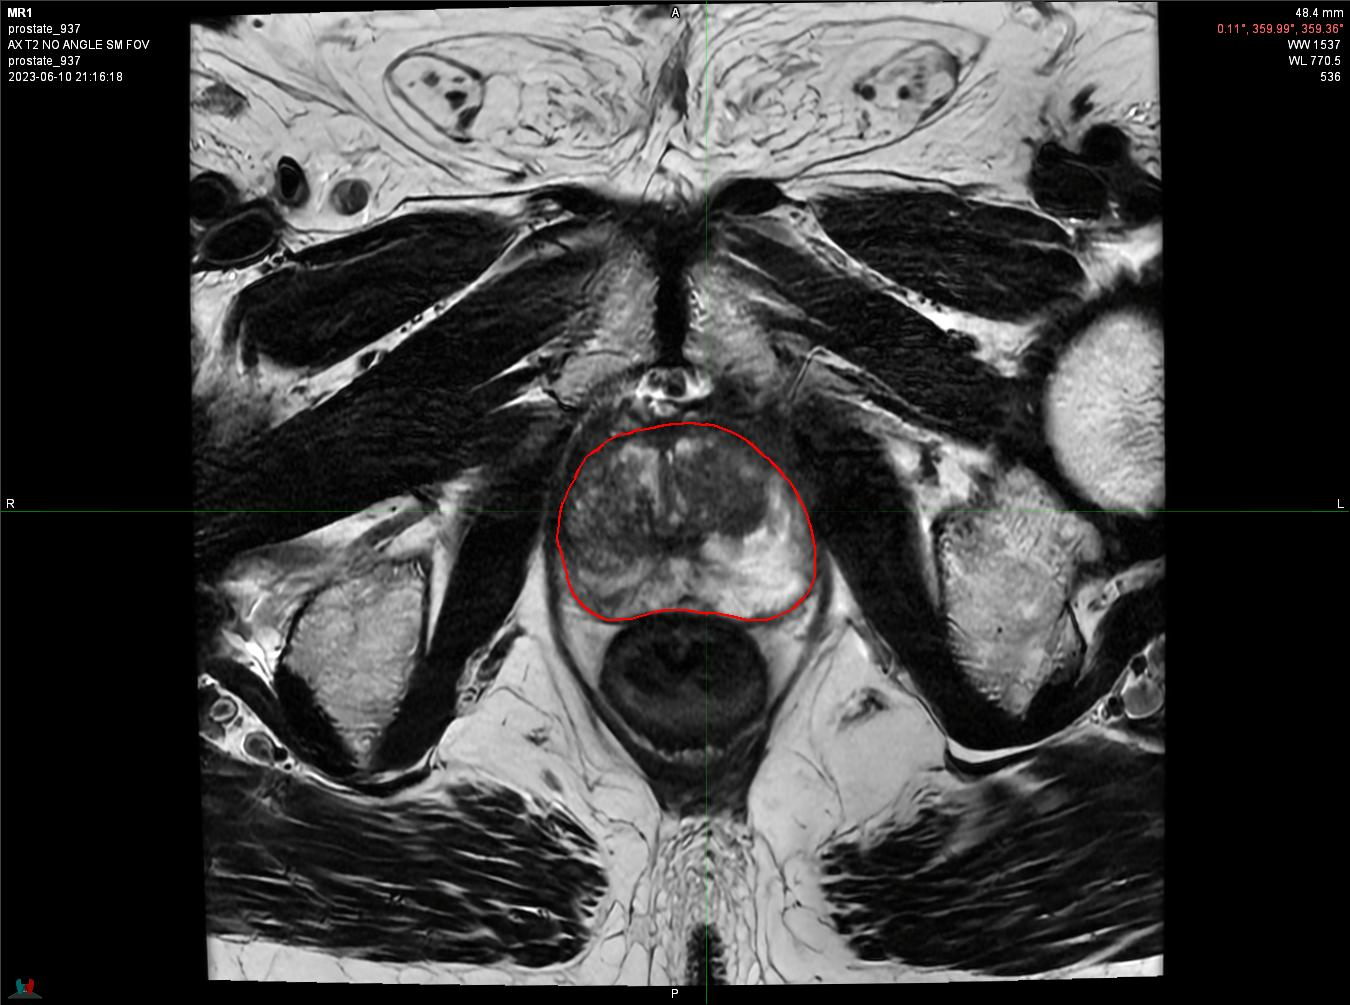 MR1
prostate_937
AX T2 NO ANGLE SM FOV
prostate_937
2023-06-10 21:16:18
A
48.4 mm
0.11°, 359.99°, 359.36°
WW 1537
WL 770.5
536
R
L
P